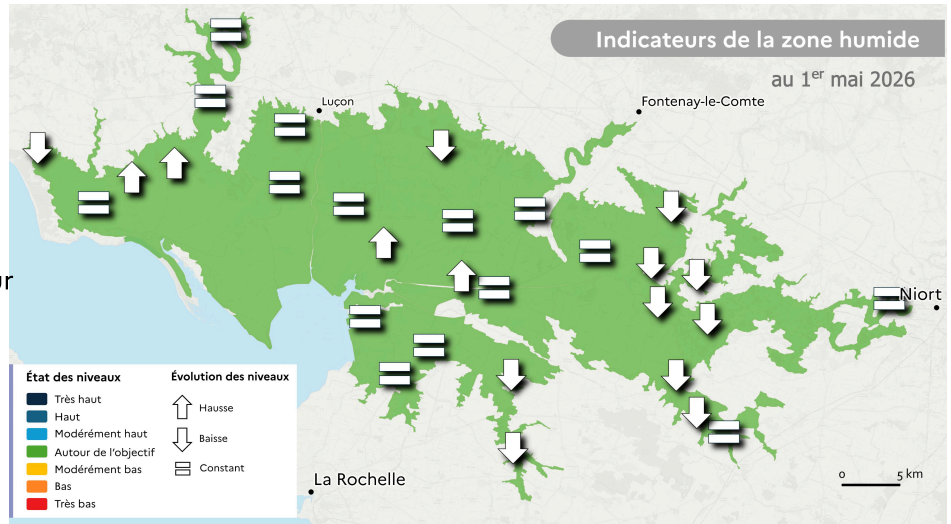 Indicateurs de la zone humide
au 1er mai 2026
Luçon
Fontenay-le-Comte
ur
Niort
État des niveaux
Très haut
Haut
Modérément haut
Autour de l'objectif
Modérément bas
Bas
Très bas
Évolution des niveaux
Hausse
Baisse
Constant
La Rochelle
0 5 km